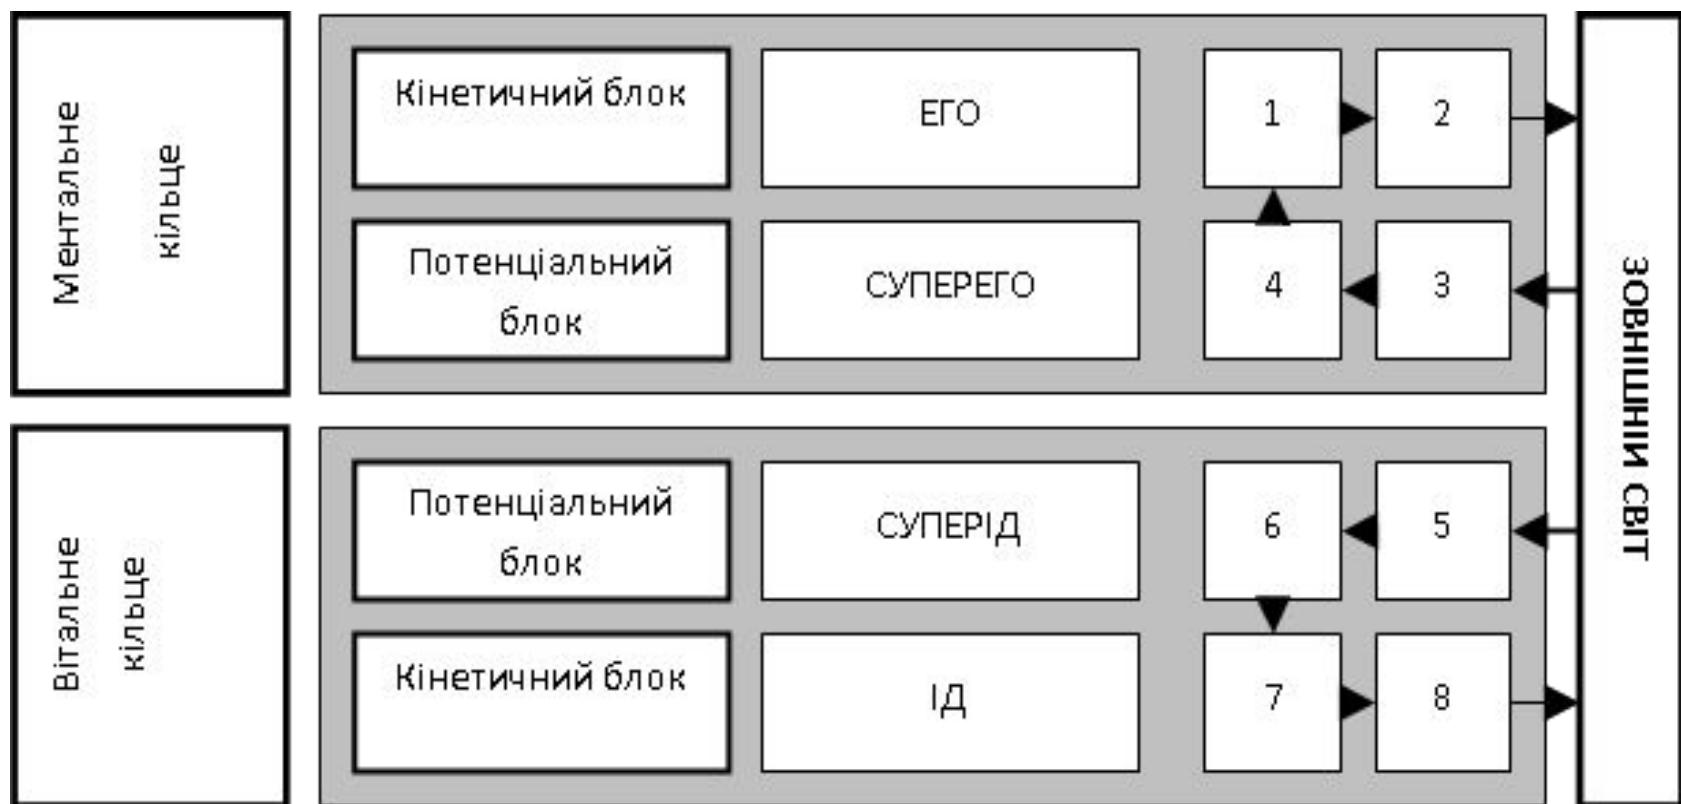 Ментальне
кільце
Кінетичний блок
ЕГО
1
2
Потенціальний
блок
СУПЕРЕГО
4
3
Вітальне
кільце
Потенціальний
блок
СУПЕРІД
6
5
Кінетичний блок
ІД
7
8
ЗОВНІШНИ СВІТ